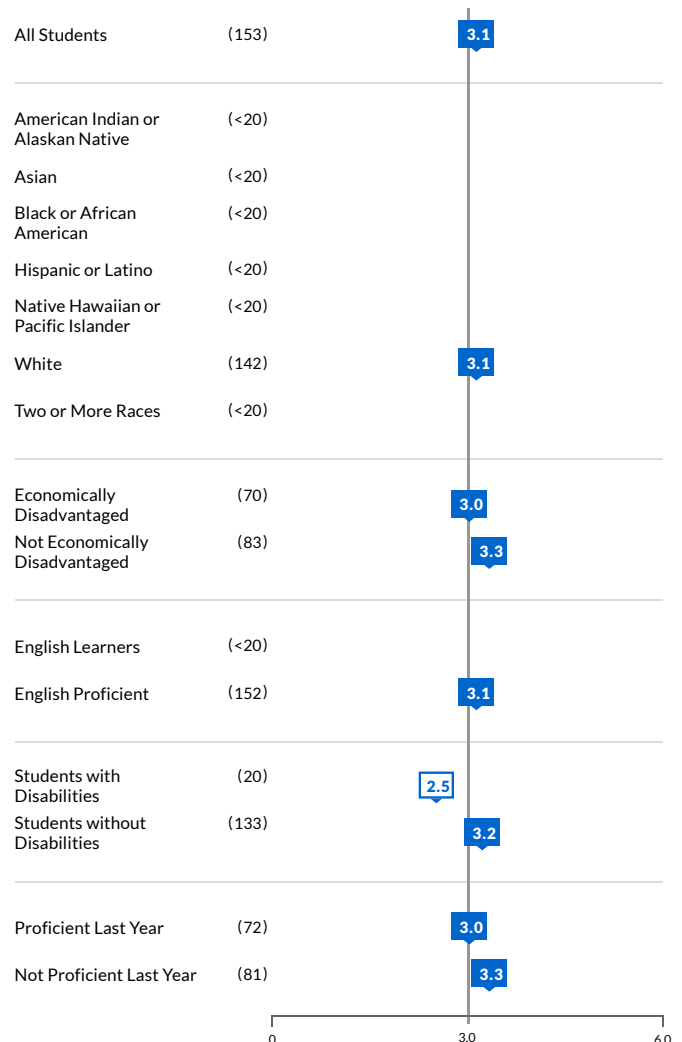 All Students (153) 3.1
American Indian or (<20)
Alaskan Native
Asian (<20)
Black or African (<20)
American
Hispanic or Latino (<20)
Native Hawaiian or (<20)
Pacific Islander
White (142) 3.1
Two or More Races (<20)
Economically (70) 3.0
Disadvantaged
Not Economically (83) 3.3
Disadvantaged
English Learners (<20)
English Proficient (152) 3.1
Students with (20) 2.5
Disabilities
Students without (133) 3.2
Disabilities
Proficient Last Year (72) 3.0
Not Proficient Last Year (81) 3.3
0 3.0 6.0